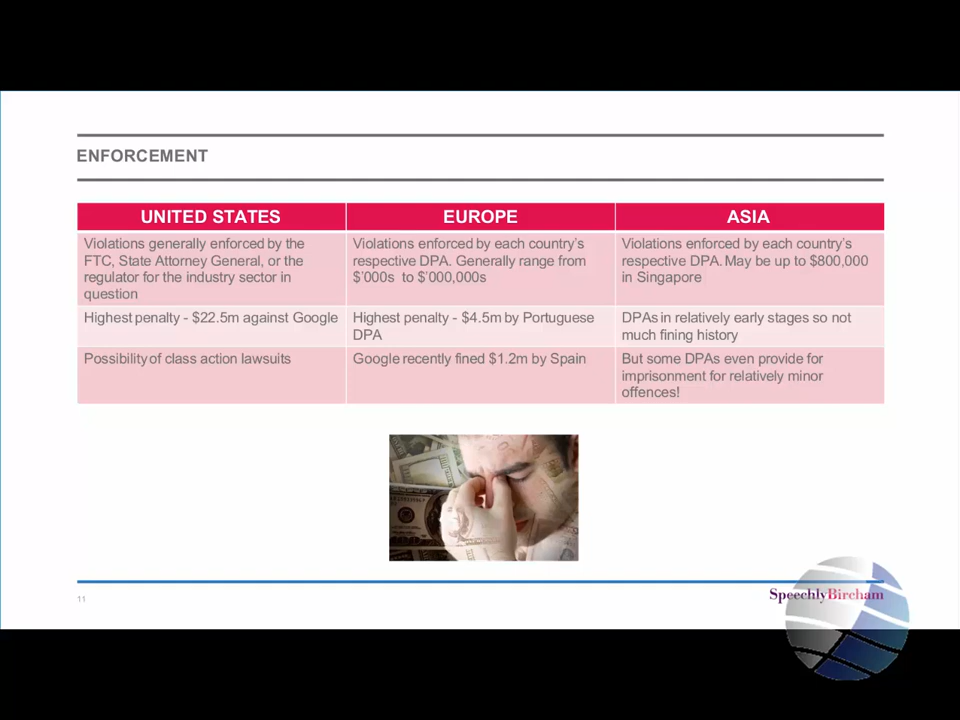 ENFORCEMENT
UNITED STATES
EUROPE
ASIA
Violations generally enforced by the
FTC, State Attorney General, or the
regulator for the industry sector in
question
Violations enforced by each country's
respective DPA. Generally range from
$'000s to $'000,000s
Violations enforced by each country's
respective DPA. May be up to $800,000
in Singapore
Highest penalty - $22.5m against Google
Highest penalty - $4.5m by Portuguese
DPA
DPAs in relatively early stages so not
much fining history
Possibility of class action lawsuits
Google recently fined $1.2m by Spain
But some DPAs even provide for
imprisonment for relatively minor
offences!
11
SpeechlyBircham